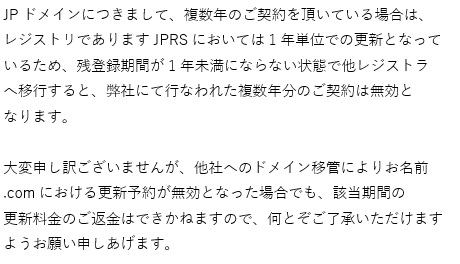 JP ドメインにつきまして、複数年のご契約を頂いている場合は、
レジストリであります JPRS においては 1 年単位での更新となって
いるため、残登録期間が 1 年未満にならない状態で他レジストラ
へ移行すると、弊社にて行なわれた複数年分のご契約は無効と
なります。
大変申し訳ございませんが、他社へのドメイン移管によりお名前
.com における更新予約が無効となった場合でも、該当期間の
更新料金のご返金はできかねますので、何とぞご了承いただけます
ようお願い申しあげます。